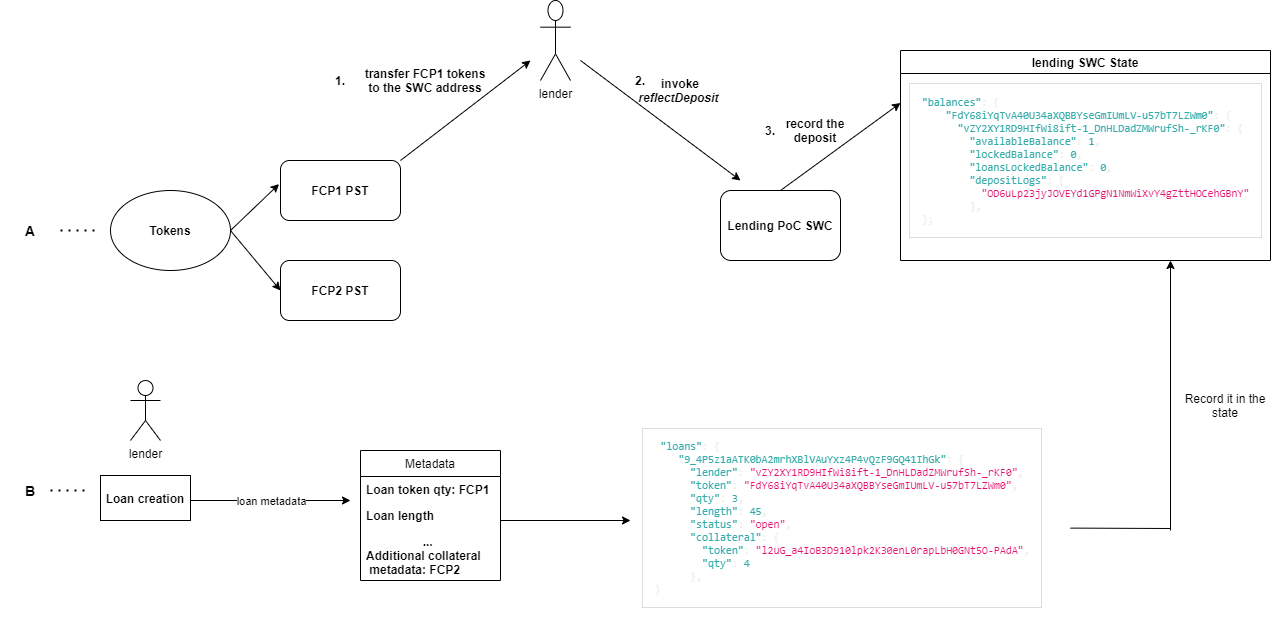 1. transfer FCP1 tokens
to the SWC address
lender
2. invoke
reflectDeposit
3. record the
deposit
A
Tokens
FCP1 PST
FCP2 PST
Lending PoC SWC
lending SWC State
"balances": {
"FdY68iYqTvA40U34aXQBBYseGmIUmLV-u57bT7LZWm0": {
"vZY2XY1RD9HIfWi8ift-1_DnHLDadZMWrufSh-_rKF0": {
"availableBalance": 1,
"lockedBalance": 0,
"loansLockedBalance": 0,
"depositLogs": [
"OD6uLp23jyJOVEYd1GPgN1NmWiXvY4gZttHOCehGBnY"
],
};
Record it in the
state
B
lender
Loan creation
loan metadata
Metadata
Loan token qty: FCP1
Loan length
...
Additional collateral
metadata: FCP2
"loans": {
"9_4P5z1aATK0bA2mrhXBlVAuYxz4P4vQzF9GQ41IhGk": {
"lender": "vZY2XY1RD9HIfWi8ift-1_DnHLDadZMWrufSh-_rKF0",
"token": "FdY68iYqTvA40U34aXQBBYseGmIUmLV-u57bT7LZWm0",
"qty": 3,
"length": 45,
"status": "open",
"collateral": {
"token": "l2uG_a4IoB3D910lpk2K30enL0rapLbH0GNt5O-PAdA",
"qty": 4
},
}